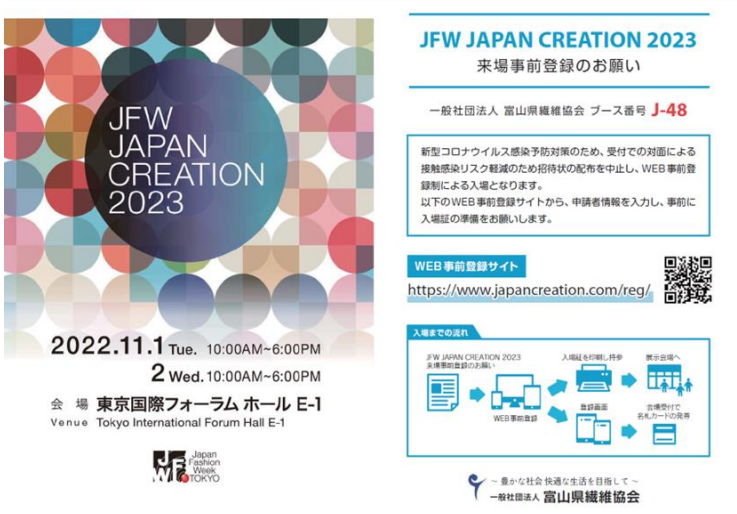 JFW
JAPAN
CREATION
2023
2022.11.1 Tue. 10:00AM~6:00PM
2 Wed. 10:00AM~6:00PM
会 場 東京国際フォーラム ホール E-1
Venue Tokyo International Forum Hall E-1
JFW
Japan
Fashion
Week
TOKYO
JFW JAPAN CREATION 2023
来場事前登録のお願い
一般社団法人 富山県繊維協会 ブース番号 J-48
新型コロナウイルス感染予防対策のため、受付での対面による
接触感染リスク軽減のため招待状の配布を中止し、WEB事前登
録制による入場となります。
以下のWEB事前登録サイトから、申請者情報を入力し、事前に
入場証の準備をお願いします。
WEB事前登録サイト
https://www.japancreation.com/reg/
入場までの流れ
JFW JAPAN CREATION 2023
来場事前登録のお願い
WEB事前登録
入場証を印刷し持参
展示会場へ
登録画面
会場受付で
名札カードの発券
～ 豊かな社会 快適な生活を目指して ～
一般社団法人 富山県繊維協会